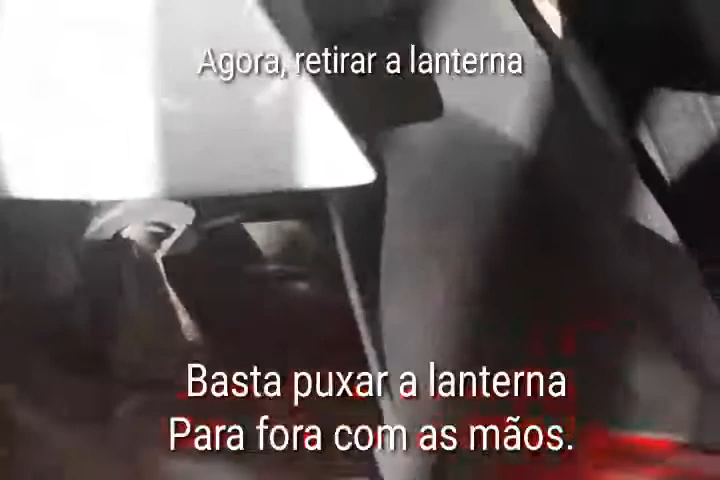 Agora, retirar a lanterna
Basta puxar a lanterna
Para fora com as mãos.